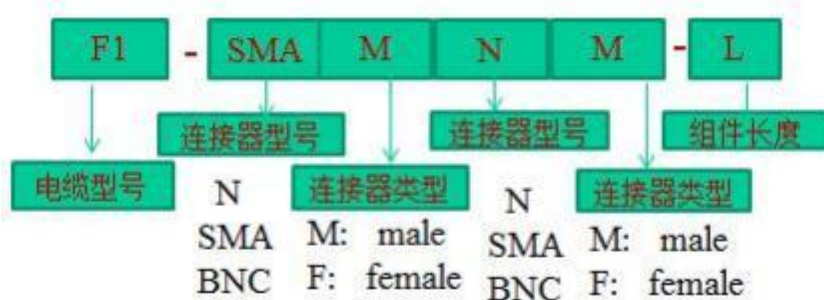 F1 - SMA M N M - L
连接器型号 连接器型号 组件长度
电缆型号 连接器类型 连接器类型
N N
SMA M: male SMA M: male
BNC F: female BNC F: female